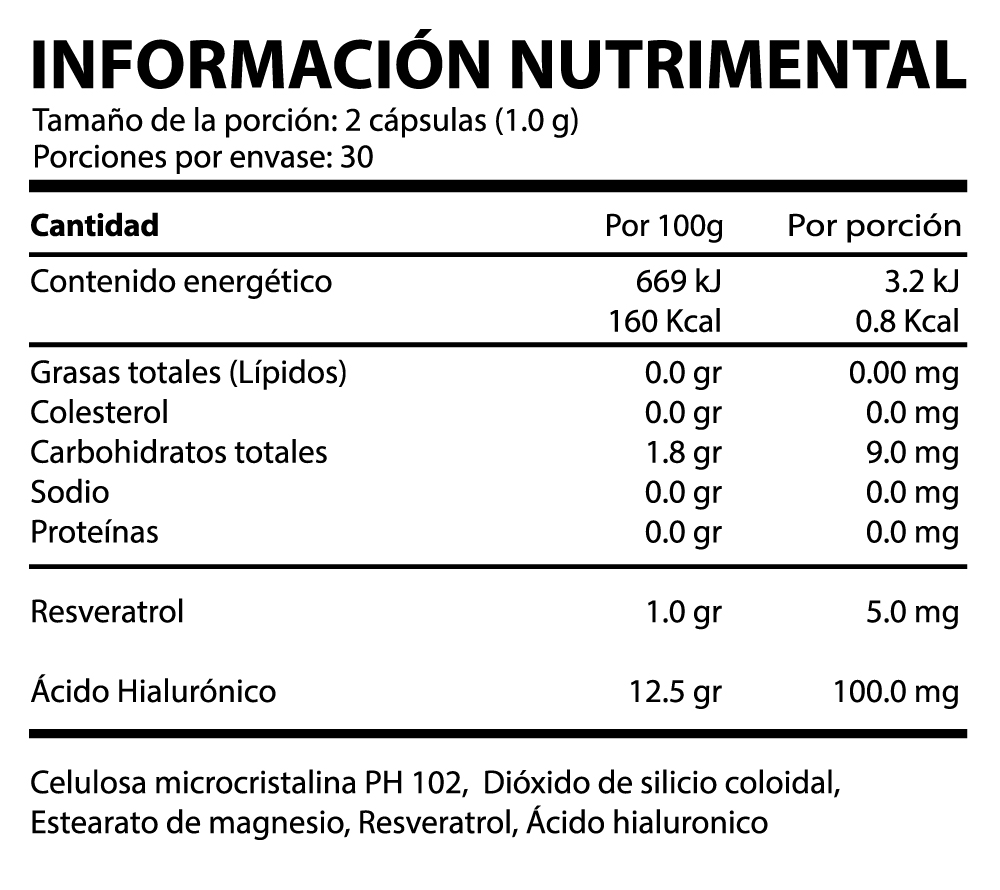 INFORMACIÓN NUTRIMENTAL
Tamaño de la porción: 2 cápsulas (1.0 g)
Porciones por envase: 30
Cantidad Por 100g Por porción
Contenido energético 669 kJ 3.2 kJ
160 Kcal 0.8 Kcal
Grasas totales (Lípidos) 0.0 gr 0.00 mg
Colesterol 0.0 gr 0.0 mg
Carbohidratos totales 1.8 gr 9.0 mg
Sodio 0.0 gr 0.0 mg
Proteínas 0.0 gr 0.0 mg
Resveratrol 1.0 gr 5.0 mg
Ácido Hialurónico 12.5 gr 100.0 mg
Celulosa microcristalina PH 102, Dióxido de silicio coloidal,
Estearato de magnesio, Resveratrol, Ácido hialuronico